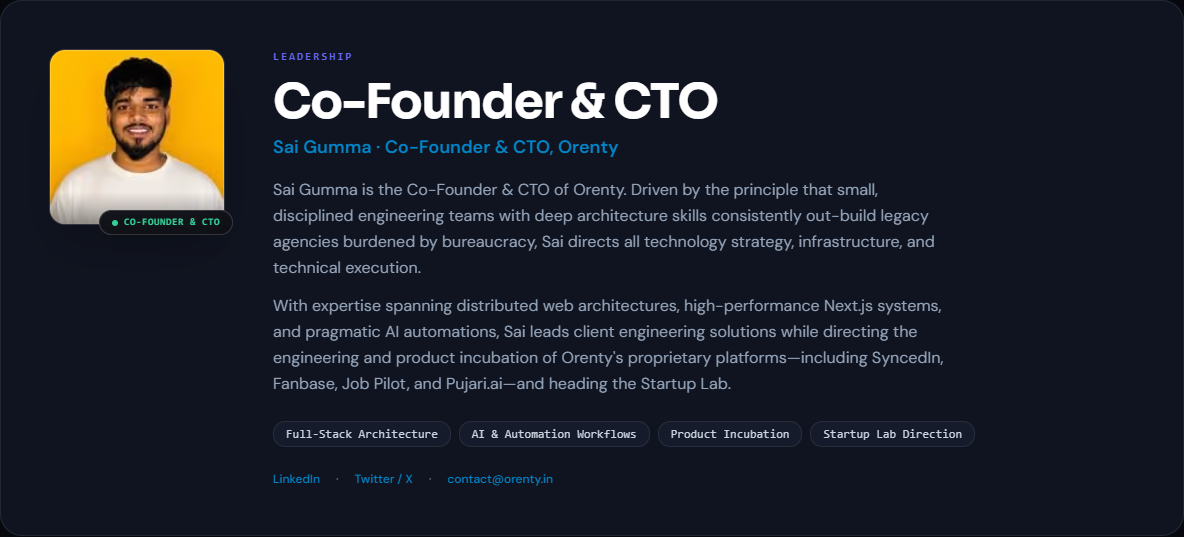 LEADERSHIP
Co-Founder & CTO
Sai Gumma · Co-Founder & CTO, Orenty
CO-FOUNDER & CTO
Sai Gumma is the Co-Founder & CTO of Orenty. Driven by the principle that small,
disciplined engineering teams with deep architecture skills consistently out-build legacy
agencies burdened by bureaucracy, Sai directs all technology strategy, infrastructure, and
technical execution.
With expertise spanning distributed web architectures, high-performance Next.js systems,
and pragmatic AI automations, Sai leads client engineering solutions while directing the
engineering and product incubation of Orenty's proprietary platforms—including SyncedIn,
Fanbase, Job Pilot, and Pujari.ai—and heading the Startup Lab.
Full-Stack Architecture AI & Automation Workflows Product Incubation Startup Lab Direction
LinkedIn · Twitter / X · contact@orenty.in